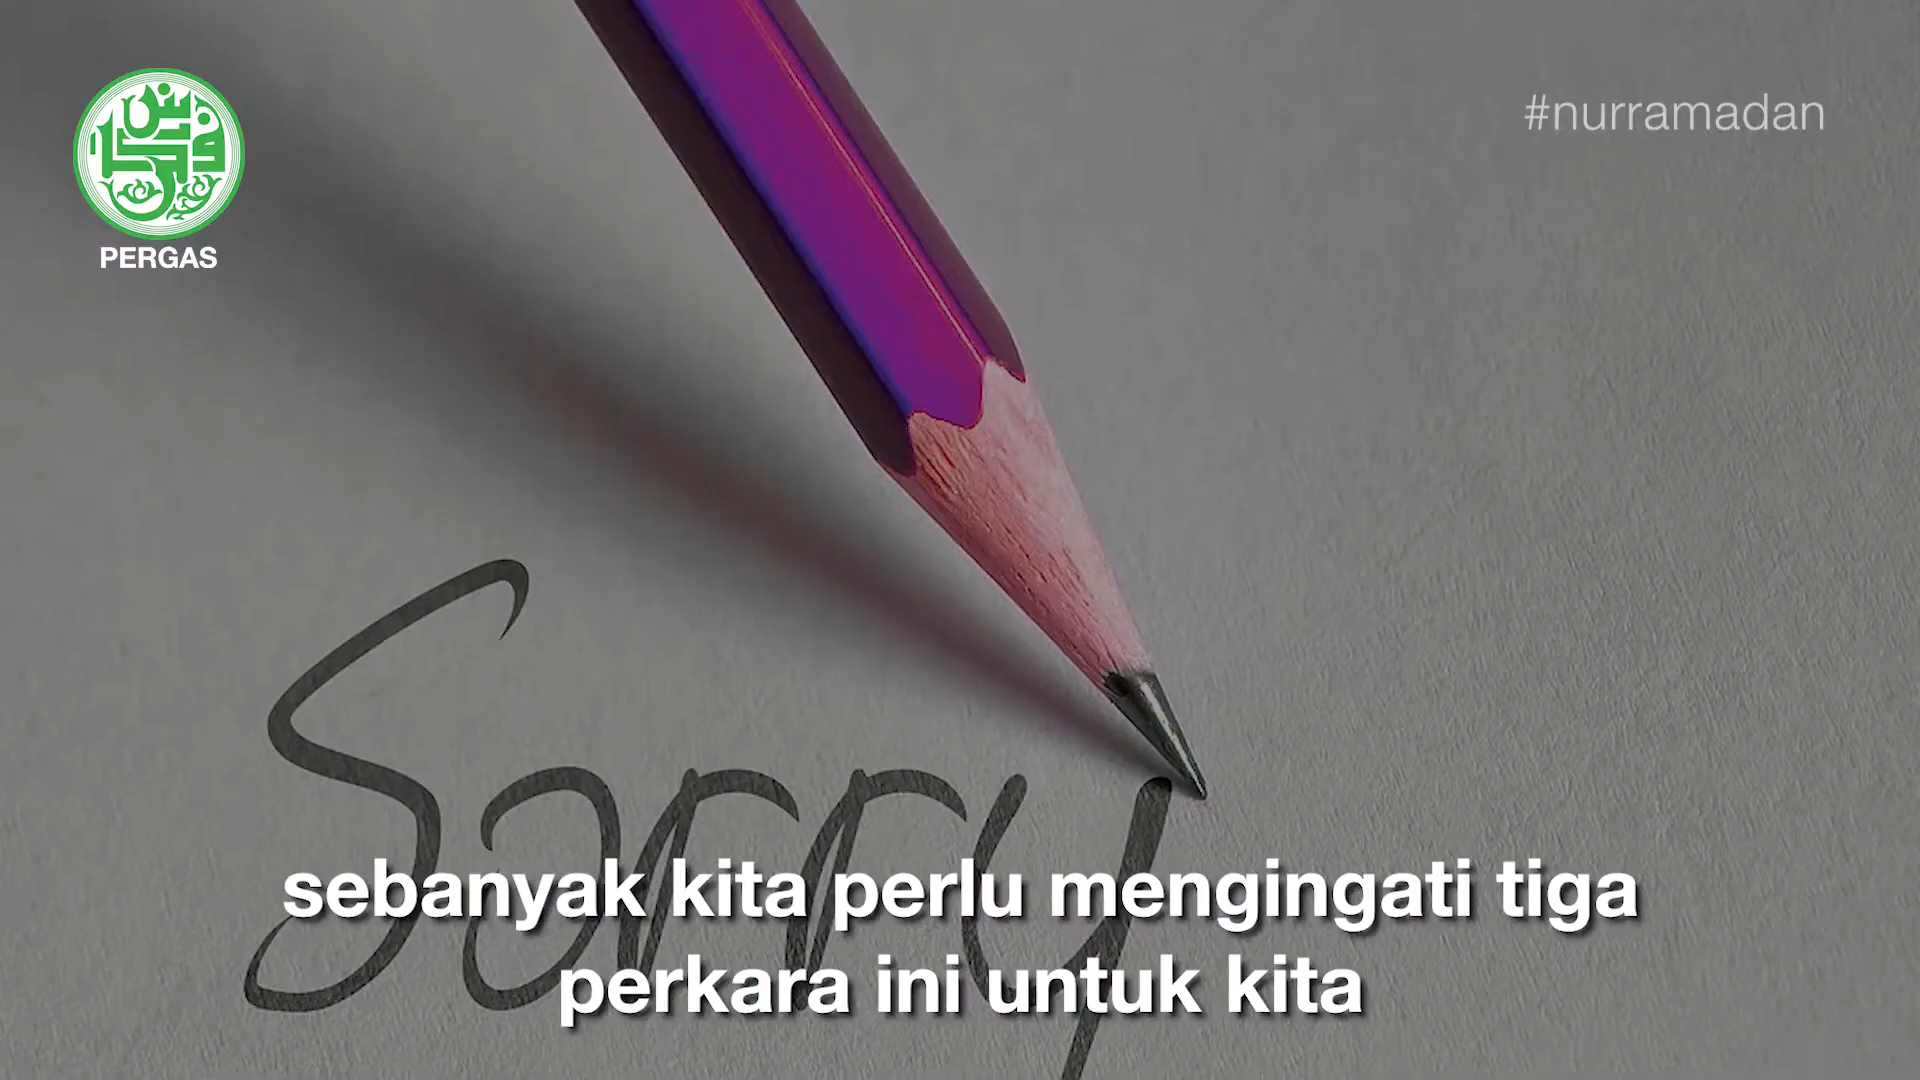 PERGAS
#nurramadan
Sorry
sebanyak kita perlu mengingati tiga
perkara ini untuk kita